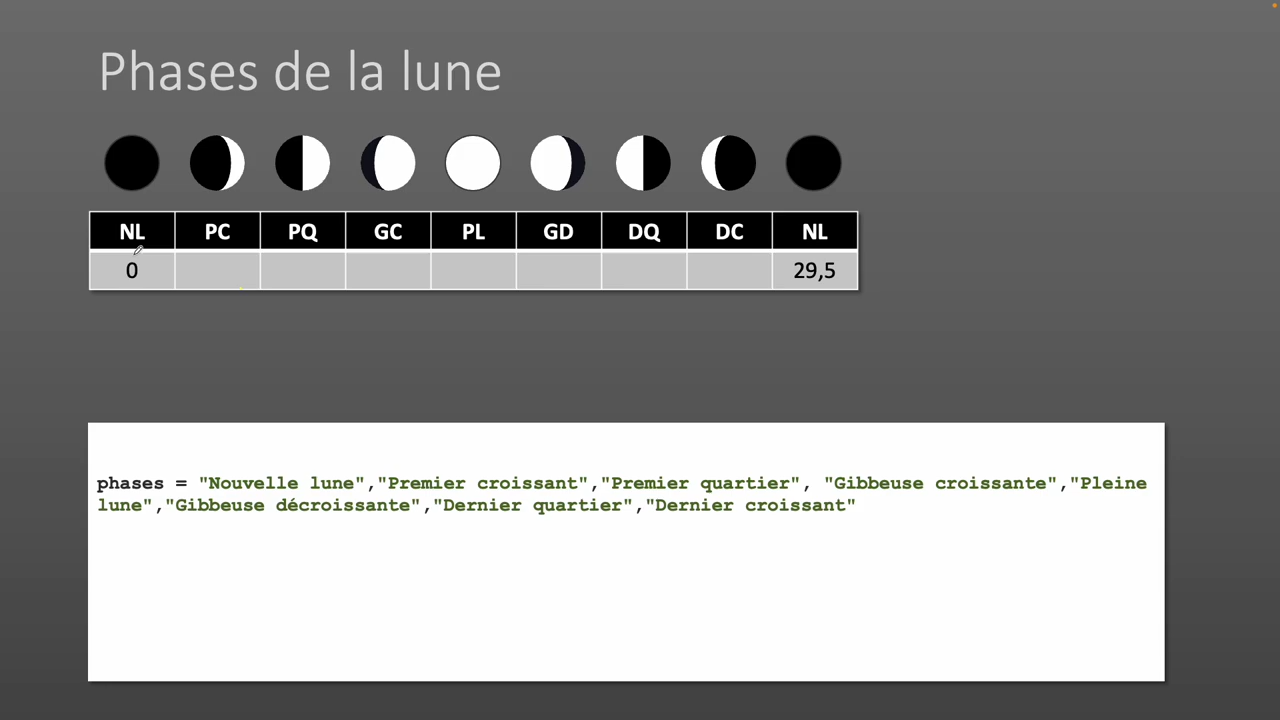 Phases de la lune
NL PC PQ GC PL GD DQ DC NL
0 29,5
phases = "Nouvelle lune","Premier croissant","Premier quartier", "Gibbeuse croissante","Pleine
lune","Gibbeuse décroissante","Dernier quartier","Dernier croissant"